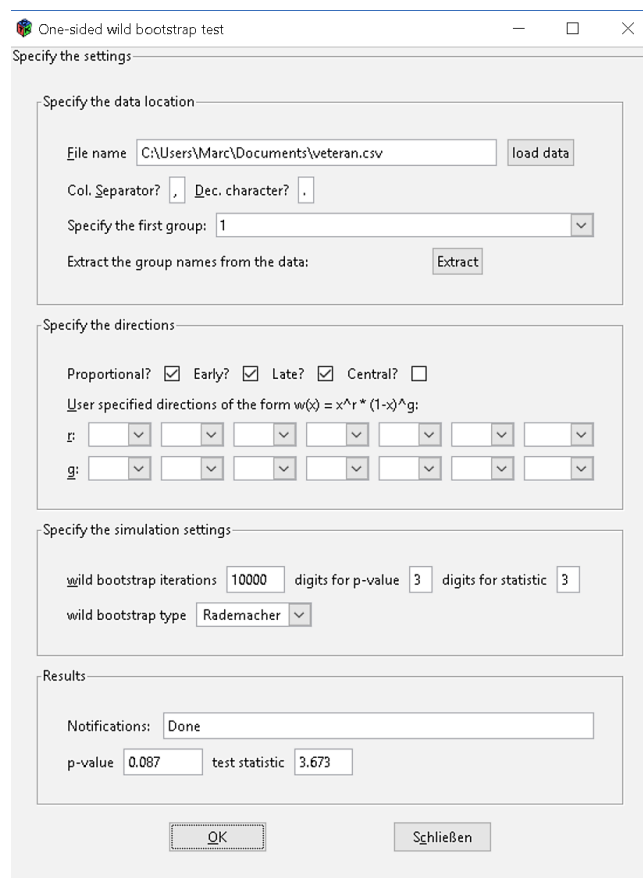 One-sided wild bootstrap test
Specify the settings
Specify the data location
File name C:\Users\Marc\Documents\veteran.csv load data
Col. Separator? , Dec. character? .
Specify the first group: 1
Extract the group names from the data: Extract
Specify the directions
Proportional? Early? Late? Central?
User specified directions of the form w(x) = x^r * (1-x)^g:
r:
g:
Specify the simulation settings
wild bootstrap iterations 10000 digits for p-value 3 digits for statistic 3
wild bootstrap type Rademacher
Results
Notifications: Done
p-value 0.087 test statistic 3.673
OK Schließen